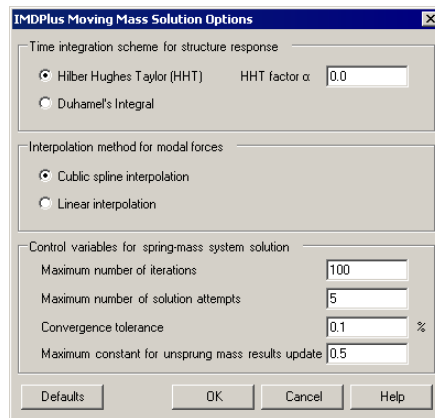 IMDPlus Moving Mass Solution Options
Time integration scheme for structure response
Hilber Hughes Taylor (HHT) HHT factor α 0.0
Duhamel's Integral
Interpolation method for modal forces
Cublic spline interpolation
Linear interpolation
Control variables for spring-mass system solution
Maximum number of iterations 100
Maximum number of solution attempts 5
Convergence tolerance 0.1 %
Maximum constant for unsprung mass results update 0.5
Defaults OK Cancel Help